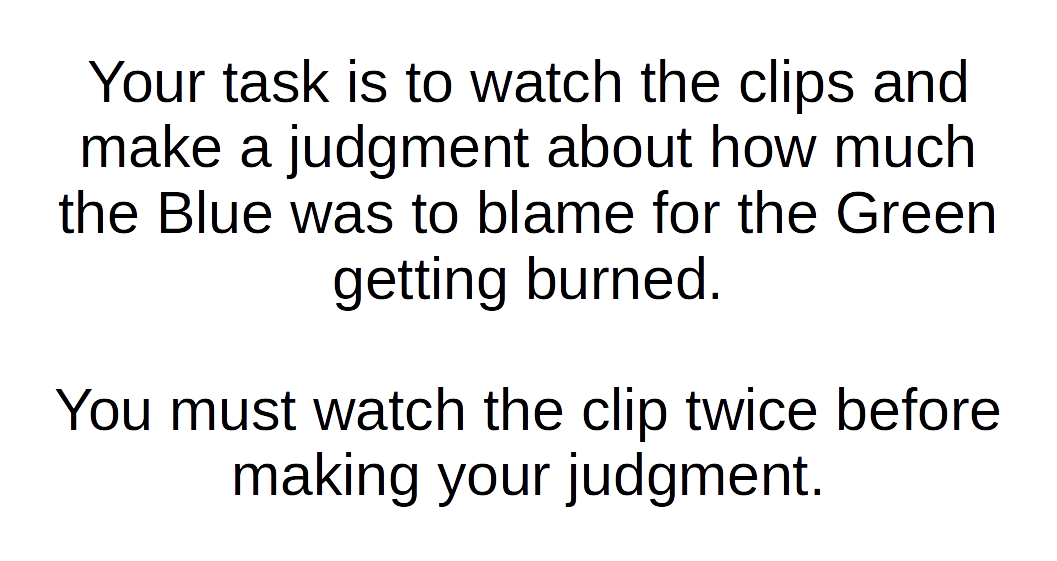 Your task is to watch the clips and
make a judgment about how much
the Blue was to blame for the Green
getting burned.
You must watch the clip twice before
making your judgment.